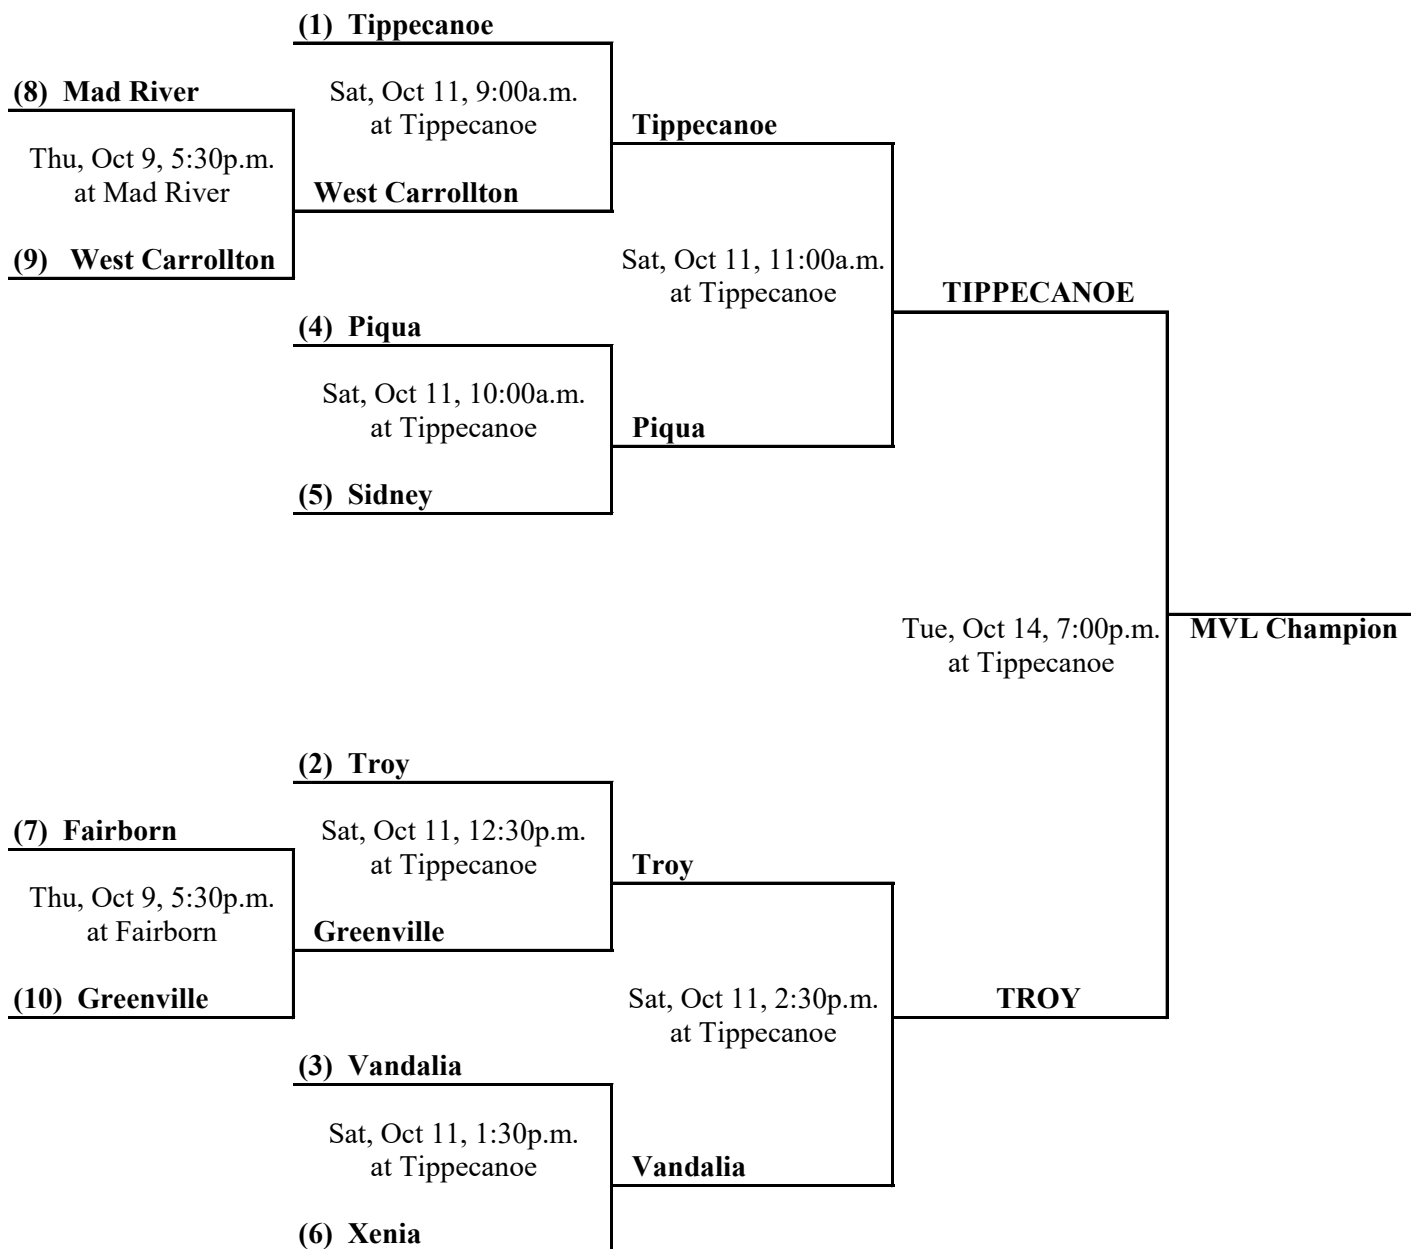 (1) Tippecanoe
(8) Mad River
Sat, Oct 11, 9:00a.m.
at Tippecanoe
Tippecanoe
Thu, Oct 9, 5:30p.m.
at Mad River
West Carrollton
(9) West Carrollton
Sat, Oct 11, 11:00a.m.
at Tippecanoe
TIPPECANOE
(4) Piqua
Sat, Oct 11, 10:00a.m.
at Tippecanoe
Piqua
(5) Sidney
Tue, Oct 14, 7:00p.m.
at Tippecanoe
MVL Champion
(2) Troy
(7) Fairborn
Sat, Oct 11, 12:30p.m.
at Tippecanoe
Troy
Thu, Oct 9, 5:30p.m.
at Fairborn
Greenville
(10) Greenville
Sat, Oct 11, 2:30p.m.
at Tippecanoe
TROY
(3) Vandalia
Sat, Oct 11, 1:30p.m.
at Tippecanoe
Vandalia
(6) Xenia